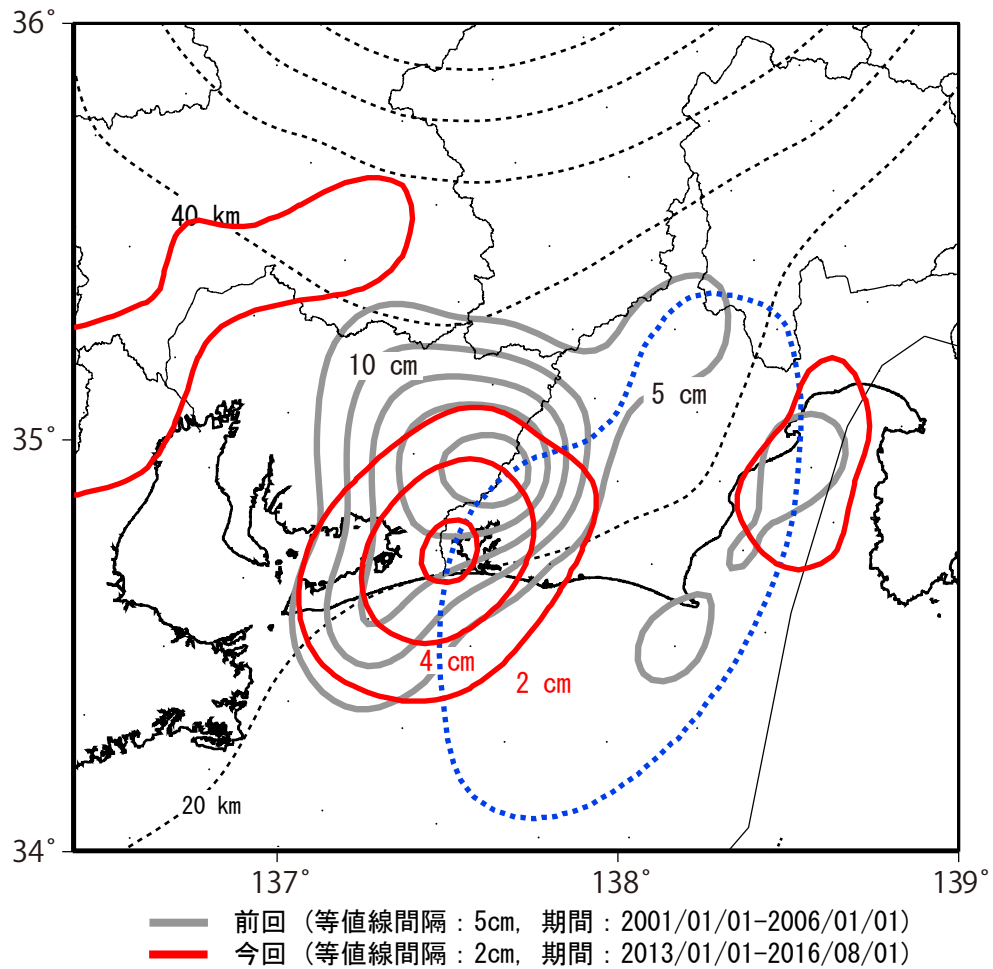 36°
40 km
10 cm
5 cm
35°
4 cm
2 cm
20 km
34°
137°
138°
139°
前回 (等値線間隔：5cm, 期間：2001/01/01-2006/01/01)
今回 (等値線間隔：2cm, 期間：2013/01/01-2016/08/01)